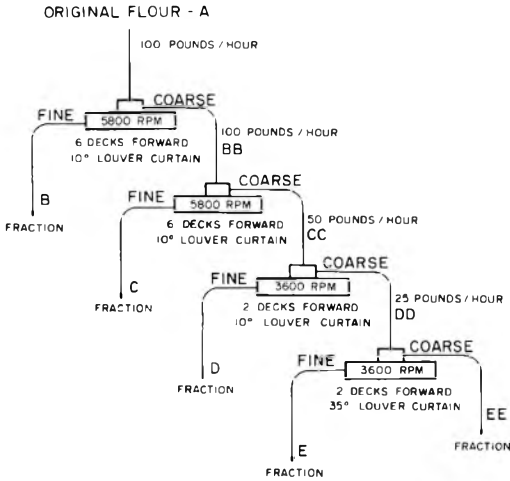 ORIGINAL FLOUR - A
100 POUNDS / HOUR
FINE
COARSE
5800 RPM
6 DECKS FORWARD
10° LOUVER CURTAIN
100 POUNDS / HOUR
BB
B
FRACTION
FINE
COARSE
5800 RPM
6 DECKS FORWARD
10° LOUVER CURTAIN
50 POUNDS / HOUR
CC
C
FRACTION
FINE
COARSE
3600 RPM
2 DECKS FORWARD
10° LOUVER CURTAIN
25 POUNDS / HOUR
DD
D
FRACTION
FINE
COARSE
3600 RPM
2 DECKS FORWARD
35° LOUVER CURTAIN
EE
FRACTION
E
FRACTION